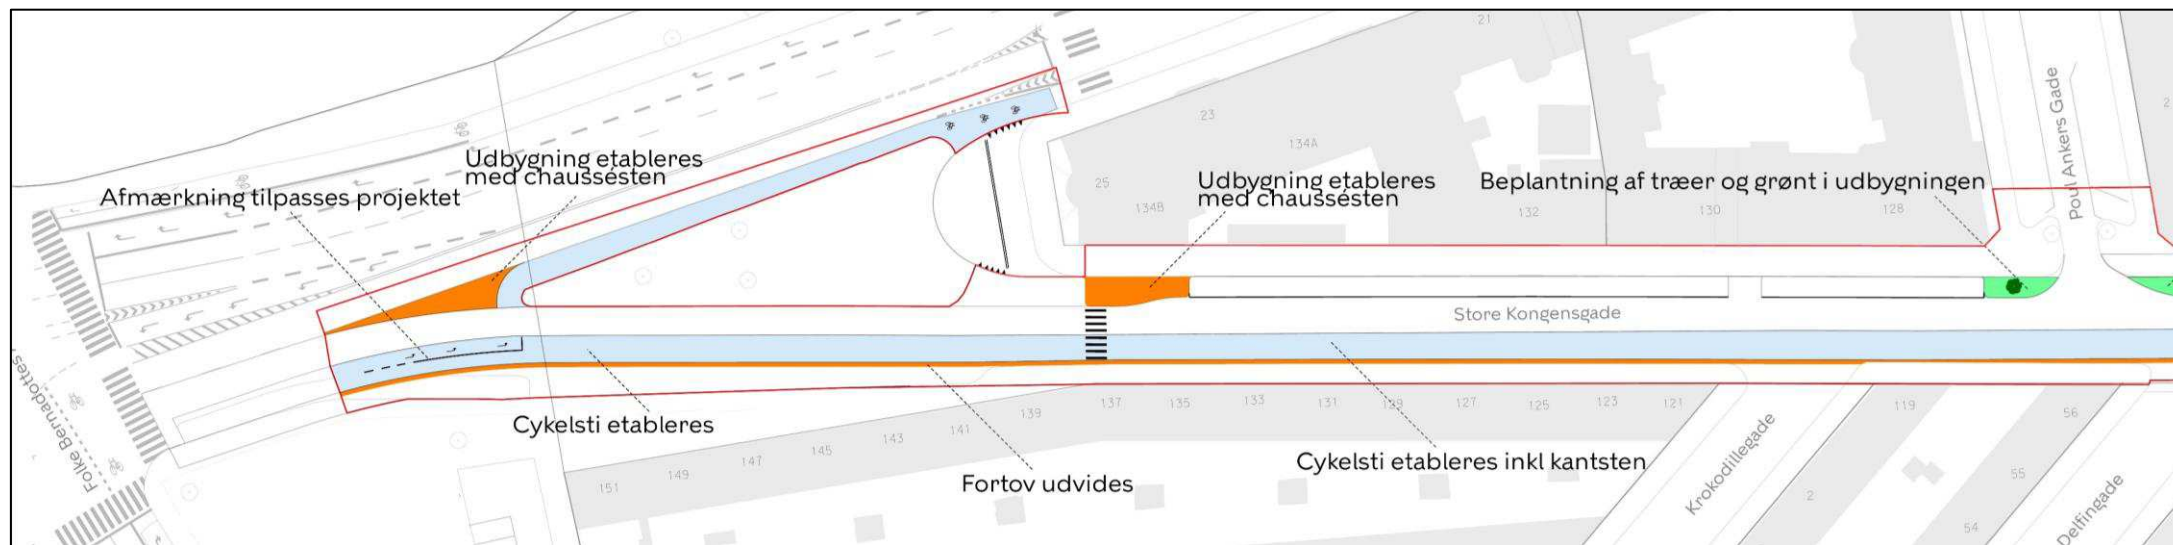 21
23
134A
25
134B
132
130
128
2
Poul Ankers Gade
Udbygning etableres
med chaussésten
Afmærkning tilpasses projektet
Udbygning etableres
med chaussésten
Beplantning af træer og grønt i udbygningen
Store Kongensgade
Folke Bernadottes
Cykelsti etableres
Fortov udvides
Cykelsti etableres inkl kantsten
151
149
147
145
143
141
139
137
135
133
131
129
127
125
123
121
119
56
55
54
2
Krokodillegade
Delfingade